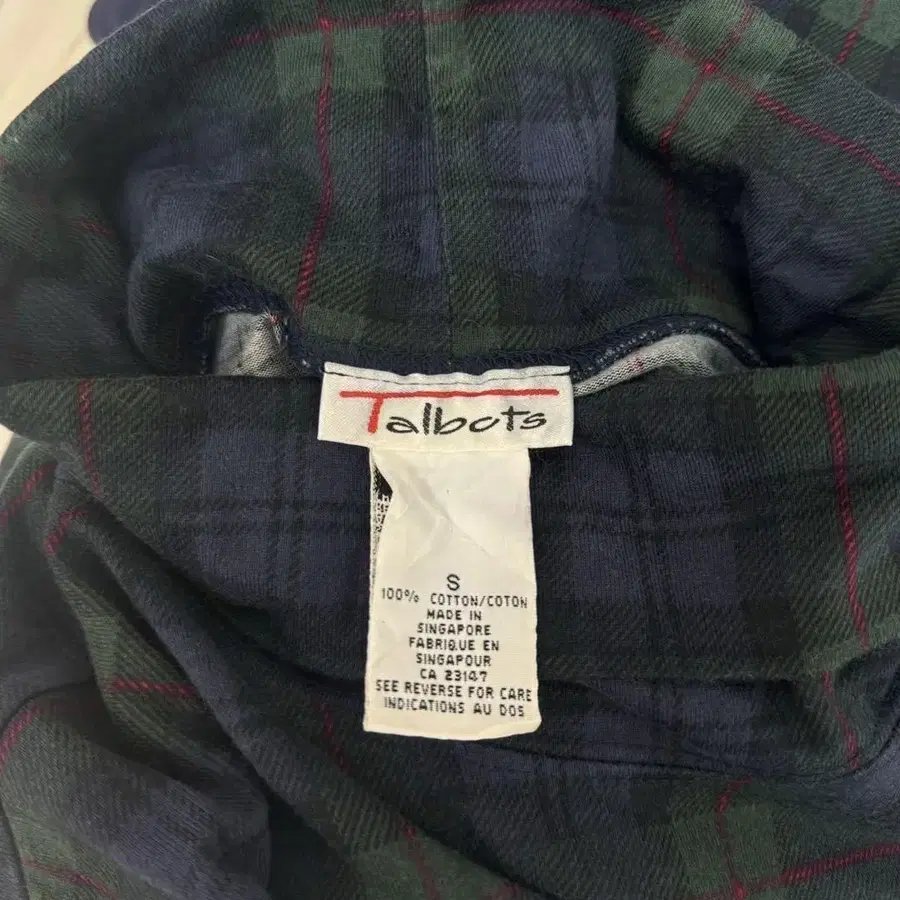 Talbots
S
100% COTTON/COTON
MADE IN
SINGAPORE
FABRIQUE EN
SINGAPOUR
CA 23147
SEE REVERSE FOR CARE
INDICATIONS AU DOS